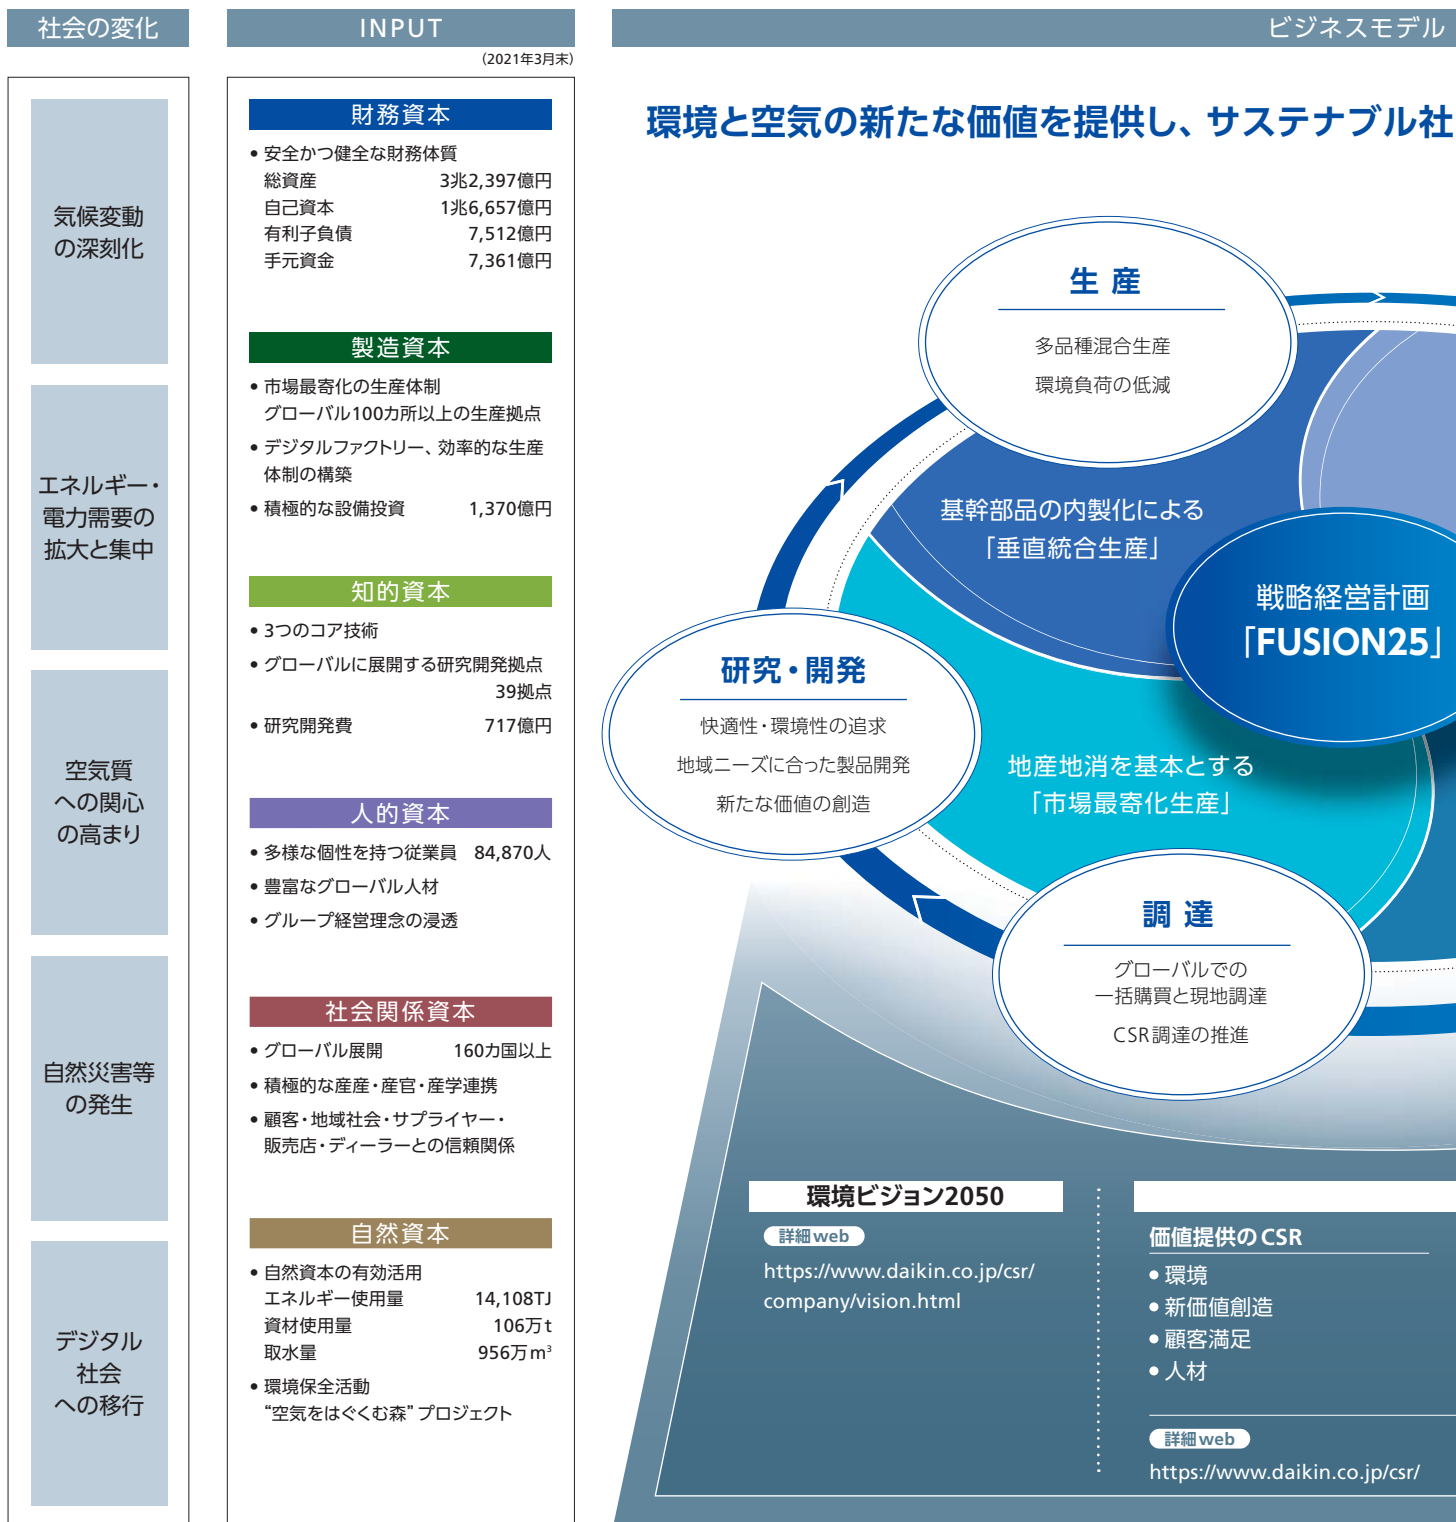 社会の変化
気候変動
の深刻化
エネルギー・
電力需要の
拡大と集中
空気質
への関心
の高まり
自然災害等
の発生
デジタル
社会
への移行
INPUT
（2021年3月末）
財務資本
• 安全かつ健全な財務体質
総資産 3兆2,397億円
自己資本 1兆6,657億円
有利子負債 7,512億円
手元資金 7,361億円
製造資本
• 市場最寄化の生産体制
グローバル100カ所以上の生産拠点
• デジタルファクトリー、効率的な生産
体制の構築
• 積極的な設備投資 1,370億円
知的資本
• 3つのコア技術
• グローバルに展開する研究開発拠点
39拠点
• 研究開発費 717億円
人的資本
• 多様な個性を持つ従業員 84,870人
• 豊富なグローバル人材
• グループ経営理念の浸透
社会関係資本
• グローバル展開 160カ国以上
• 積極的な産産・産官・産学連携
• 顧客・地域社会・サプライヤー・
販売店・ディーラーとの信頼関係
自然資本
• 自然資本の有効活用
エネルギー使用量 14,108TJ
資材使用量 106万t
取水量 956万m³
• 環境保全活動
“空気をはぐくむ森”プロジェクト
ビジネスモデル
環境と空気の新たな価値を提供し、サステナブル社
生産
多品種混合生産
環境負荷の低減
基幹部品の内製化による
「垂直統合生産」
戦略経営計画
「FUSION25」
研究・開発
快適性・環境性の追求
地域ニーズに合った製品開発
新たな価値の創造
地産地消を基本とする
「市場最寄化生産」
調達
グローバルでの
一括購買と現地調達
CSR調達の推進
環境ビジョン2050
詳細web
https://www.daikin.co.jp/csr/
company/vision.html
価値提供のCSR
• 環境
• 新価値創造
• 顧客満足
• 人材
詳細web
https://www.daikin.co.jp/csr/